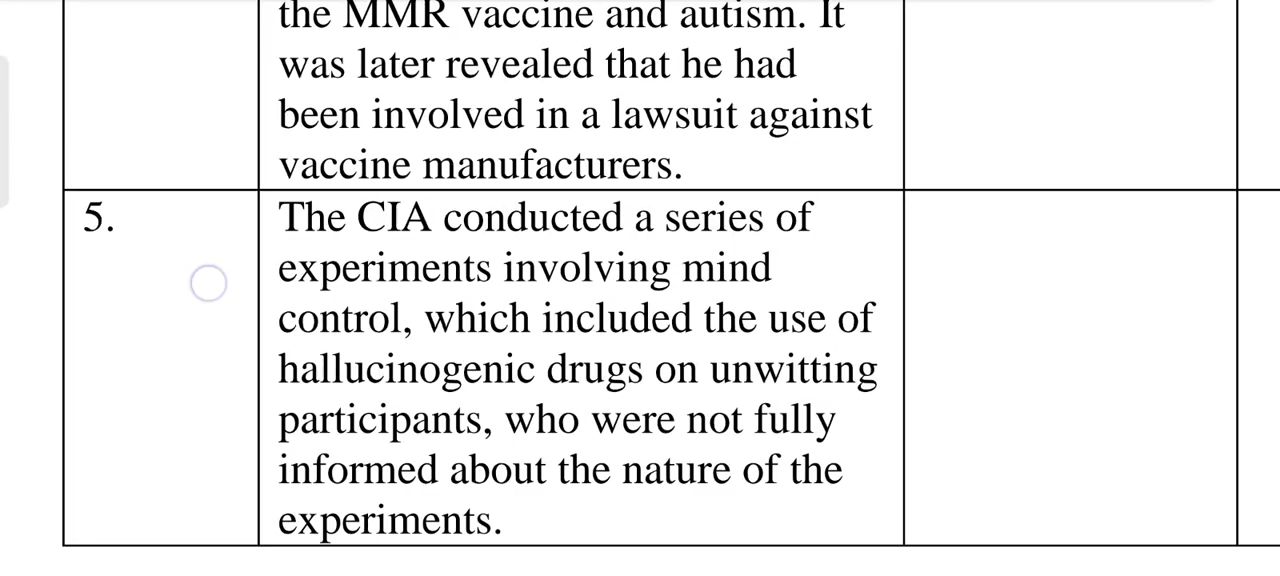 the MMR vaccine and autism. It
was later revealed that he had
been involved in a lawsuit against
vaccine manufacturers.
5.
The CIA conducted a series of
experiments involving mind
control, which included the use of
hallucinogenic drugs on unwitting
participants, who were not fully
informed about the nature of the
experiments.